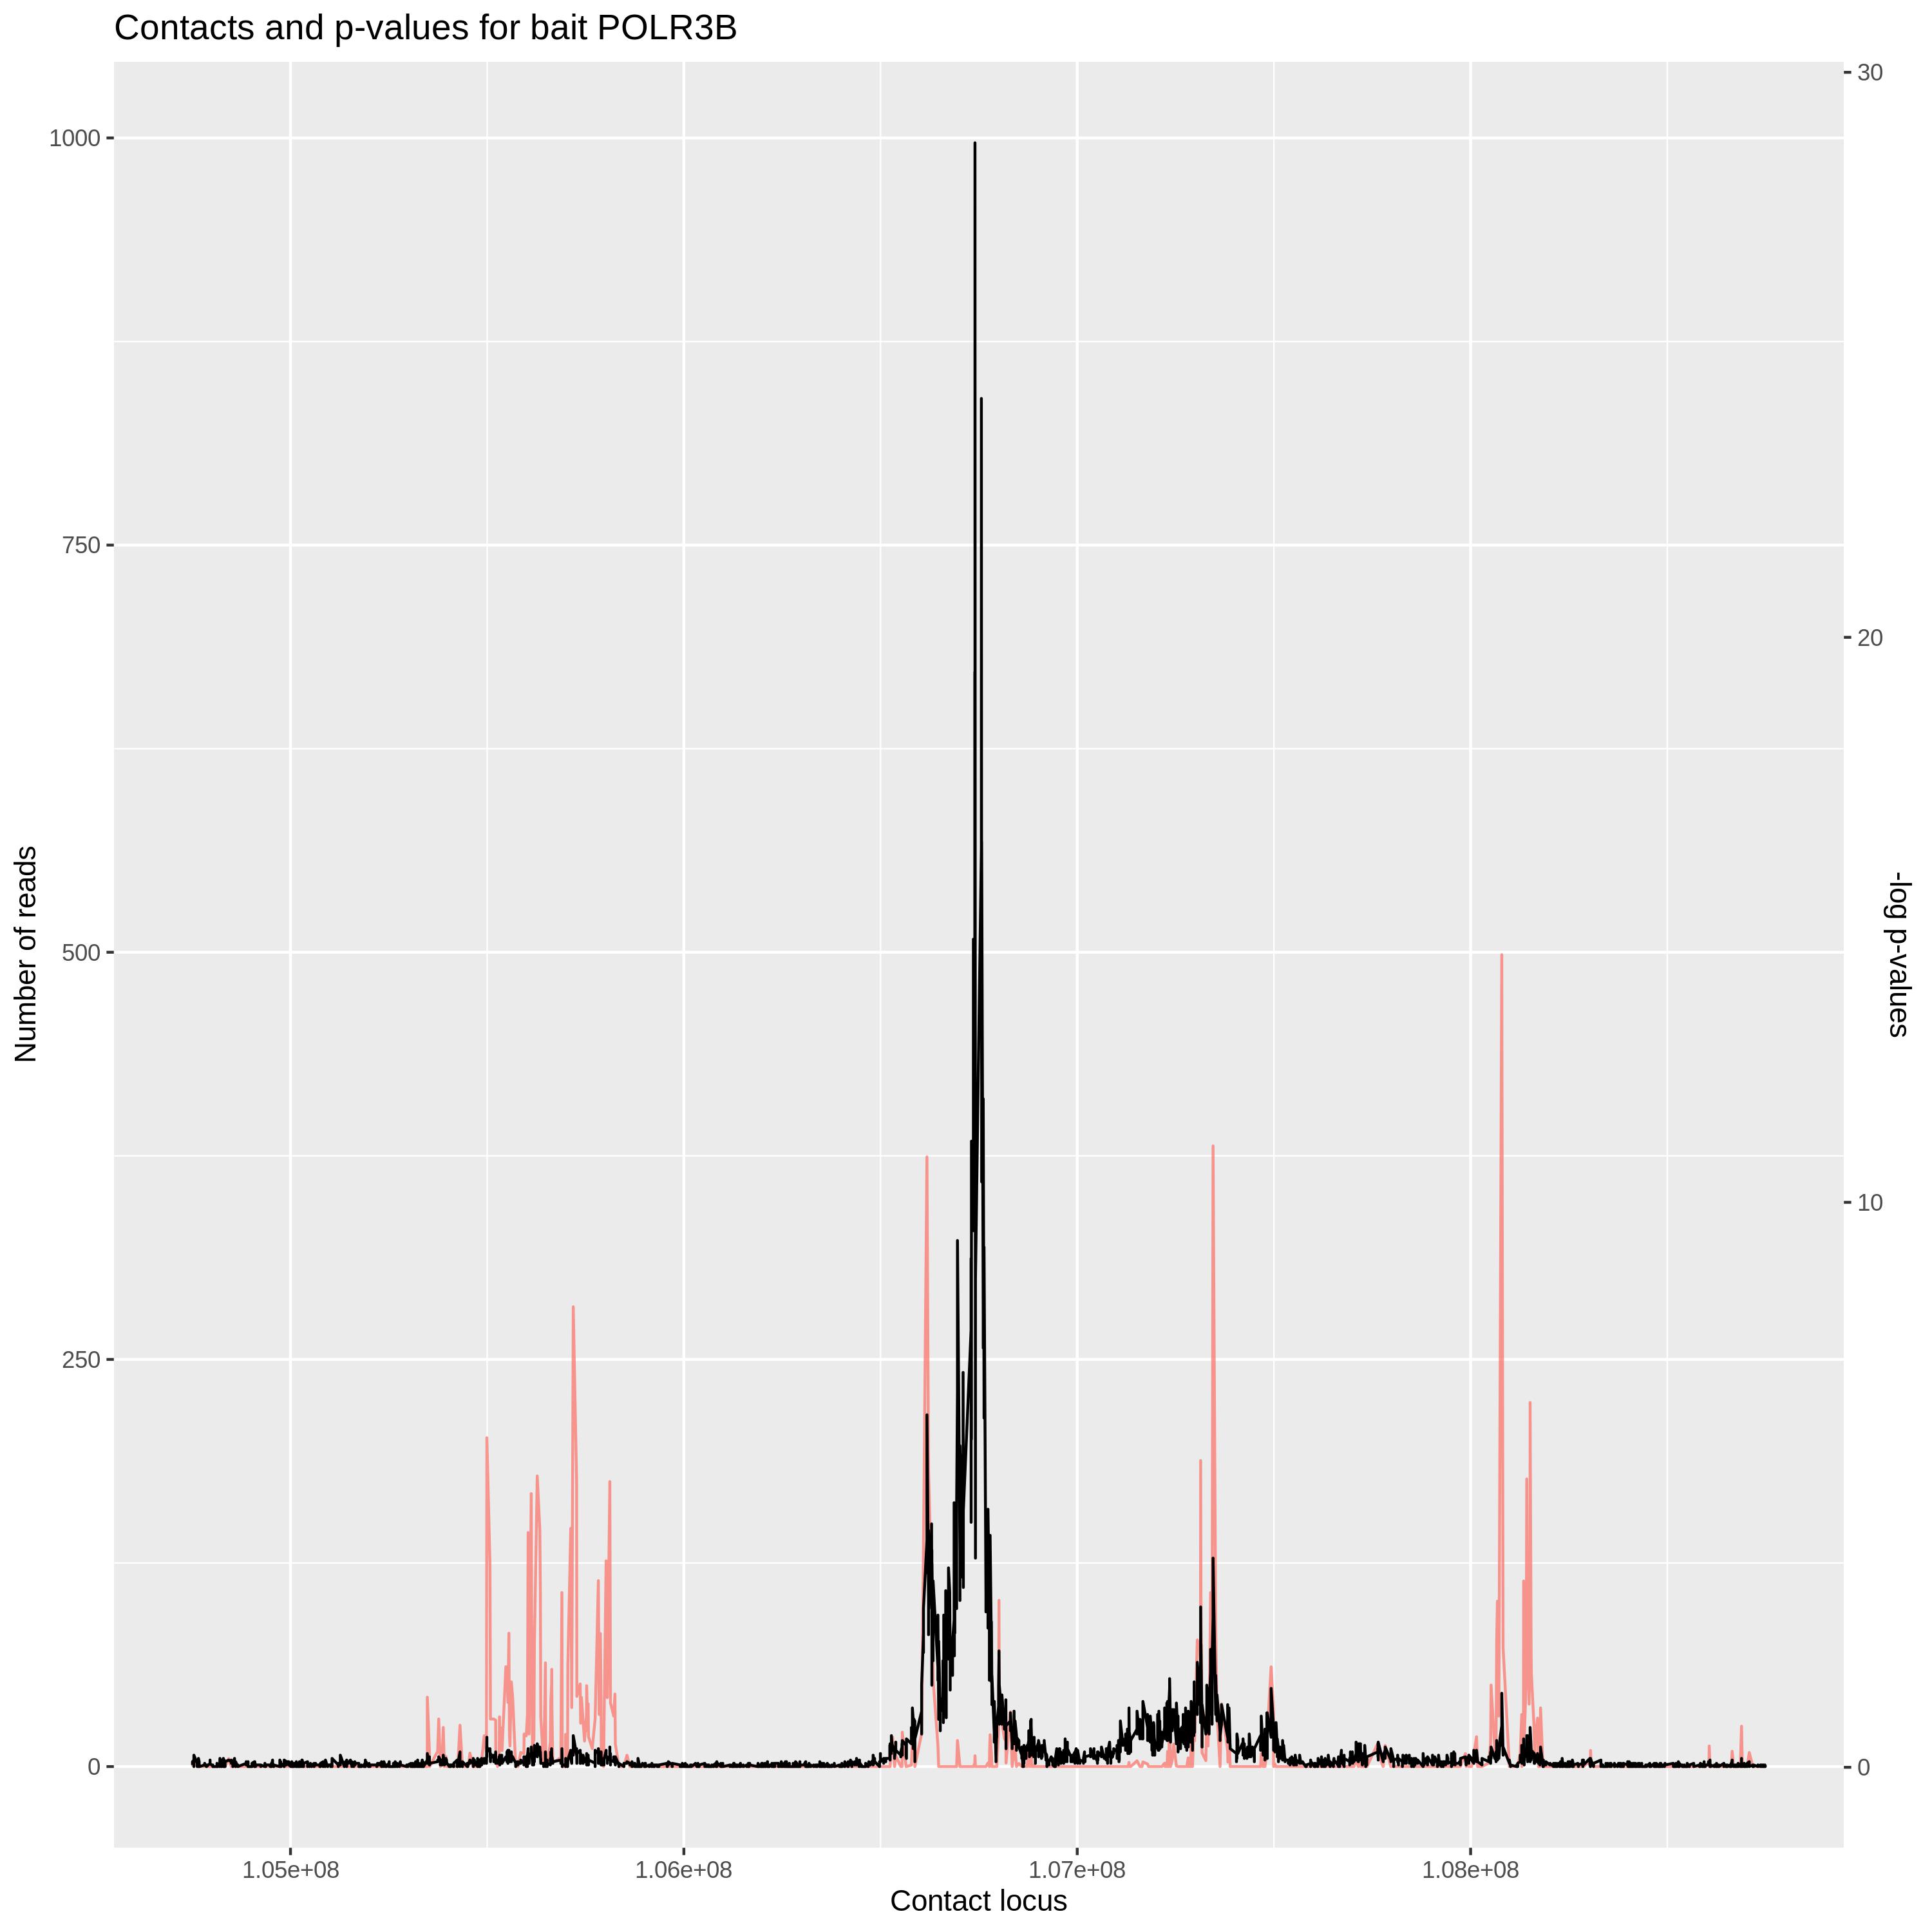 Contacts and p-values for bait POLR3B
1000
750
500
250
0
Number of reads
30
20
10
0
-log p-values
1.05e+08
1.06e+08
1.07e+08
1.08e+08
Contact locus